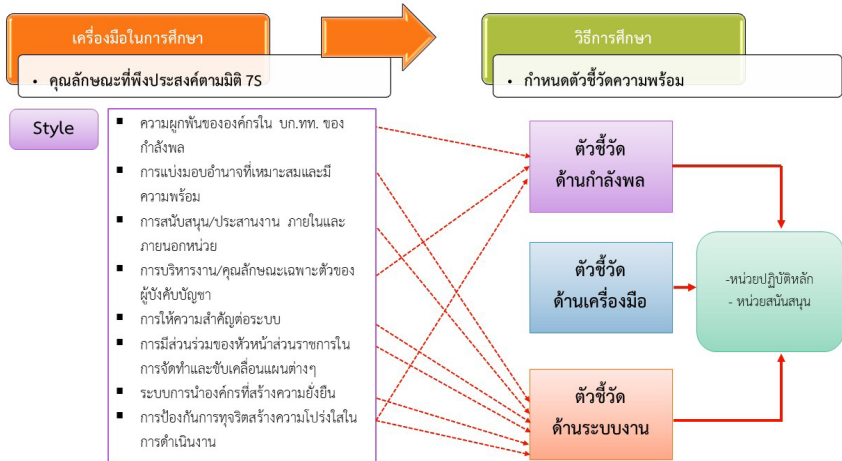 เครื่องมือในการศึกษา
วิธีการศึกษา
• คุณลักษณะที่พึงประสงค์ตามมิติ 7S
• กำหนดตัวชี้วัดความพร้อม
Style
▪ ความผูกพันขององค์กรใน บก.ทท. ของ
กำลังพล
▪ การแบ่งมอบอำนาจที่เหมาะสมและมี
ความพร้อม
▪ การสนับสนุน/ประสานงาน ภายในและ
ภายนอกหน่วย
▪ การบริหารงาน/คุณลักษณะเฉพาะตัวของ
ผู้บังคับบัญชา
▪ การให้ความสำคัญต่อระบบ
▪ การมีส่วนร่วมของหัวหน้าส่วนราชการใน
การจัดทำและขับเคลื่อนแผนต่างๆ
▪ ระบบการนำองค์กรที่สร้างความยั่งยืน
▪ การป้องกันการทุจริตสร้างความโปร่งใสใน
การดำเนินงาน
ตัวชี้วัด
ด้านกำลังพล
ตัวชี้วัด
ด้านเครื่องมือ
ตัวชี้วัด
ด้านระบบงาน
-หน่วยปฏิบัติหลัก
- หน่วยสนันสนุน